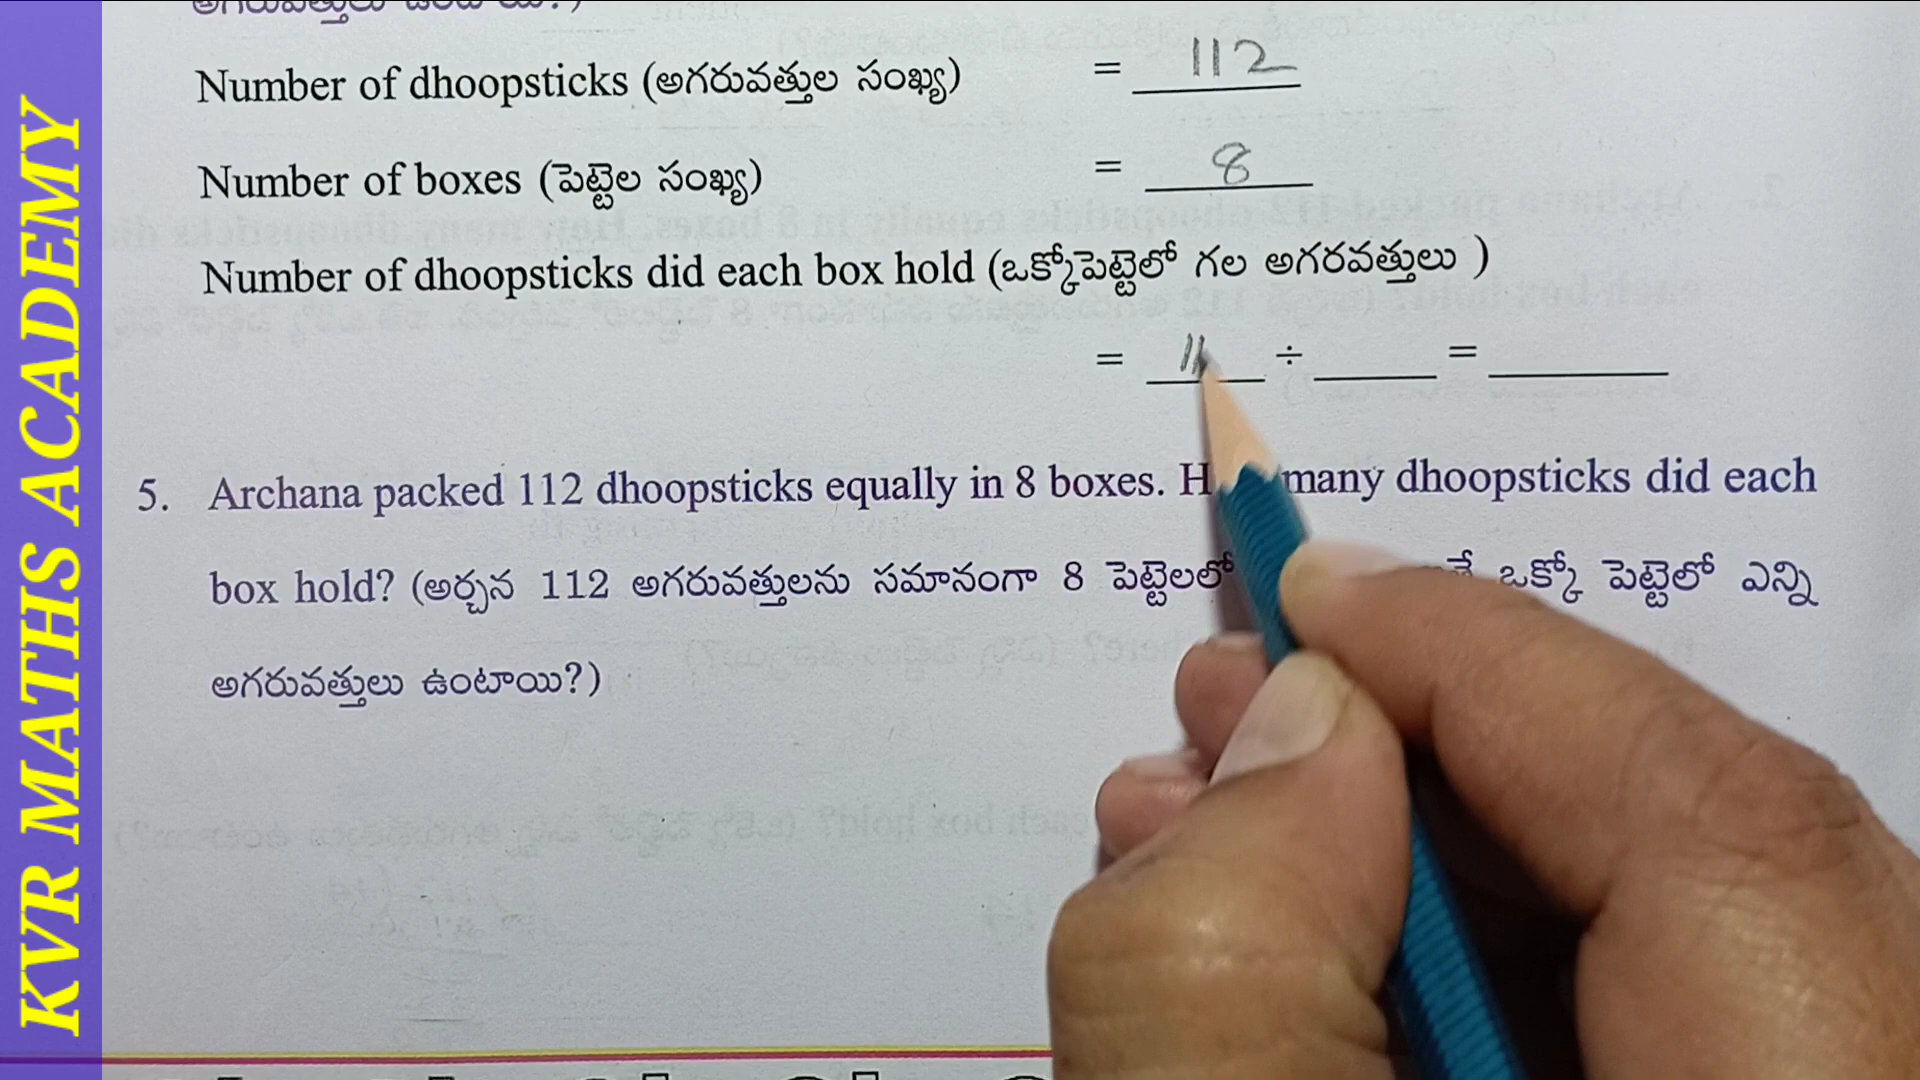 KVR MATHS ACADEMY
అగరువత్తులు
Number of dhoopsticks (అగరువత్తుల సంఖ్య) = 112
Number of boxes (పెట్టెల సంఖ్య) = 8
Number of dhoopsticks did each box hold (ఒక్కోపెట్టెలో గల అగరవత్తులు )
= 11 ÷ =
5. Archana packed 112 dhoopsticks equally in 8 boxes. many dhoopsticks did each
box hold? (అర్చన 112 అగరువత్తులను సమానంగా 8 పెట్టెలలో ఒక్కో పెట్టెలో ఎన్ని
అగరువత్తులు ఉంటాయి?)